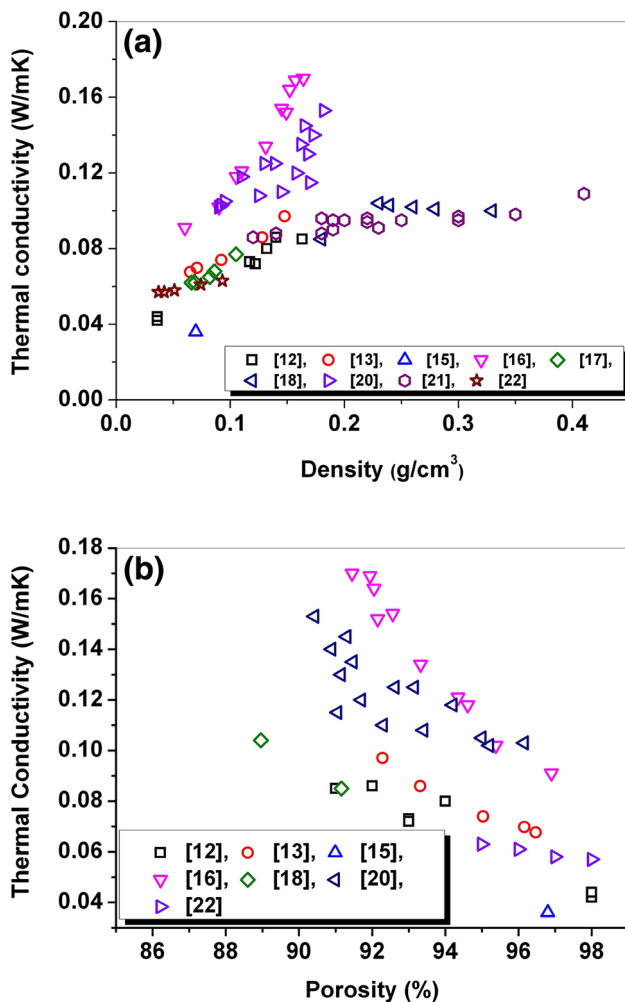 (a)
Thermal conductivity (W/mK)
0.20
0.16
0.12
0.08
0.04
0.00
[12], [13], [15], [16], [17],
[18], [20], [21], [22]
0.0 0.1 0.2 0.3 0.4
Density (g/cm³)
(b)
Thermal Conductivity (W/mK)
0.18
0.16
0.14
0.12
0.10
0.08
0.06
0.04
[12], [13], [15],
[16], [18], [20],
[22]
86 88 90 92 94 96 98
Porosity (%)